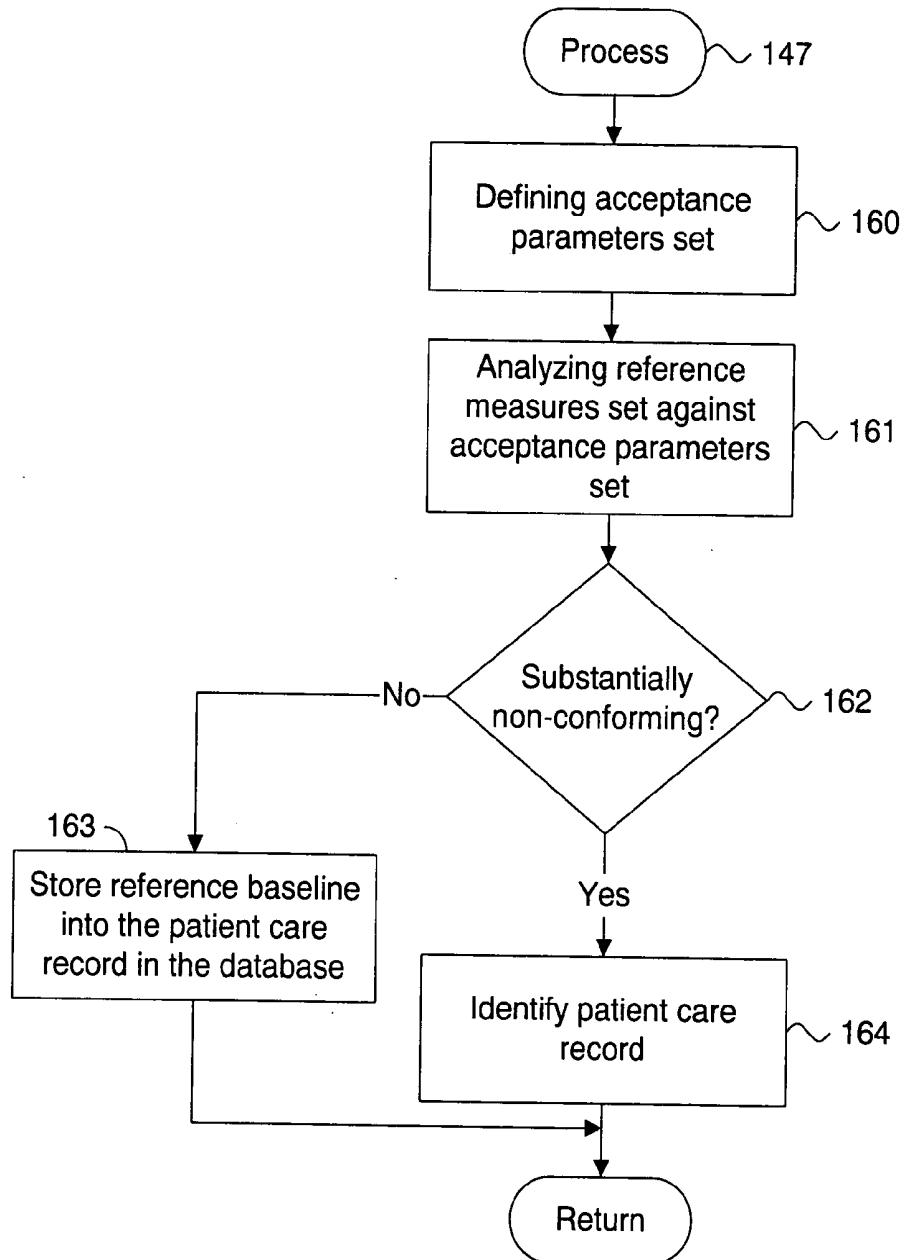 Process
147
Defining acceptance
parameters set
160
Analyzing reference
measures set against
acceptance parameters
set
161
Substantially
non-conforming?
162
No
Yes
163
Store reference baseline
into the patient care
record in the database
Identify patient care
record
164
Return